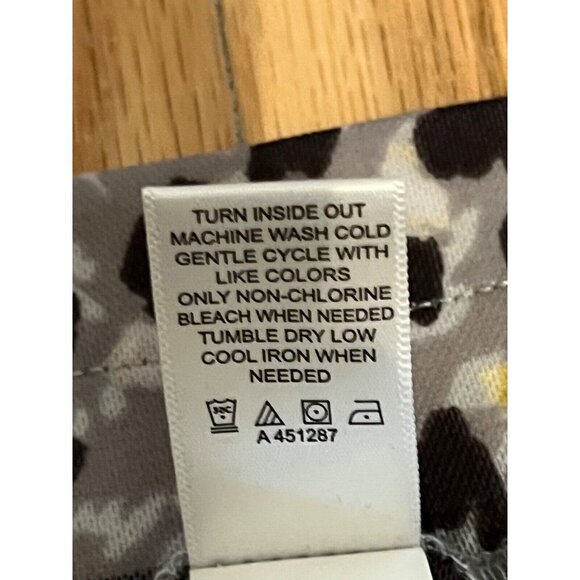 TURN INSIDE OUT
MACHINE WASH COLD
GENTLE CYCLE WITH
LIKE COLORS
ONLY NON-CHLORINE
BLEACH WHEN NEEDED
TUMBLE DRY LOW
COOL IRON WHEN
NEEDED
A 451287